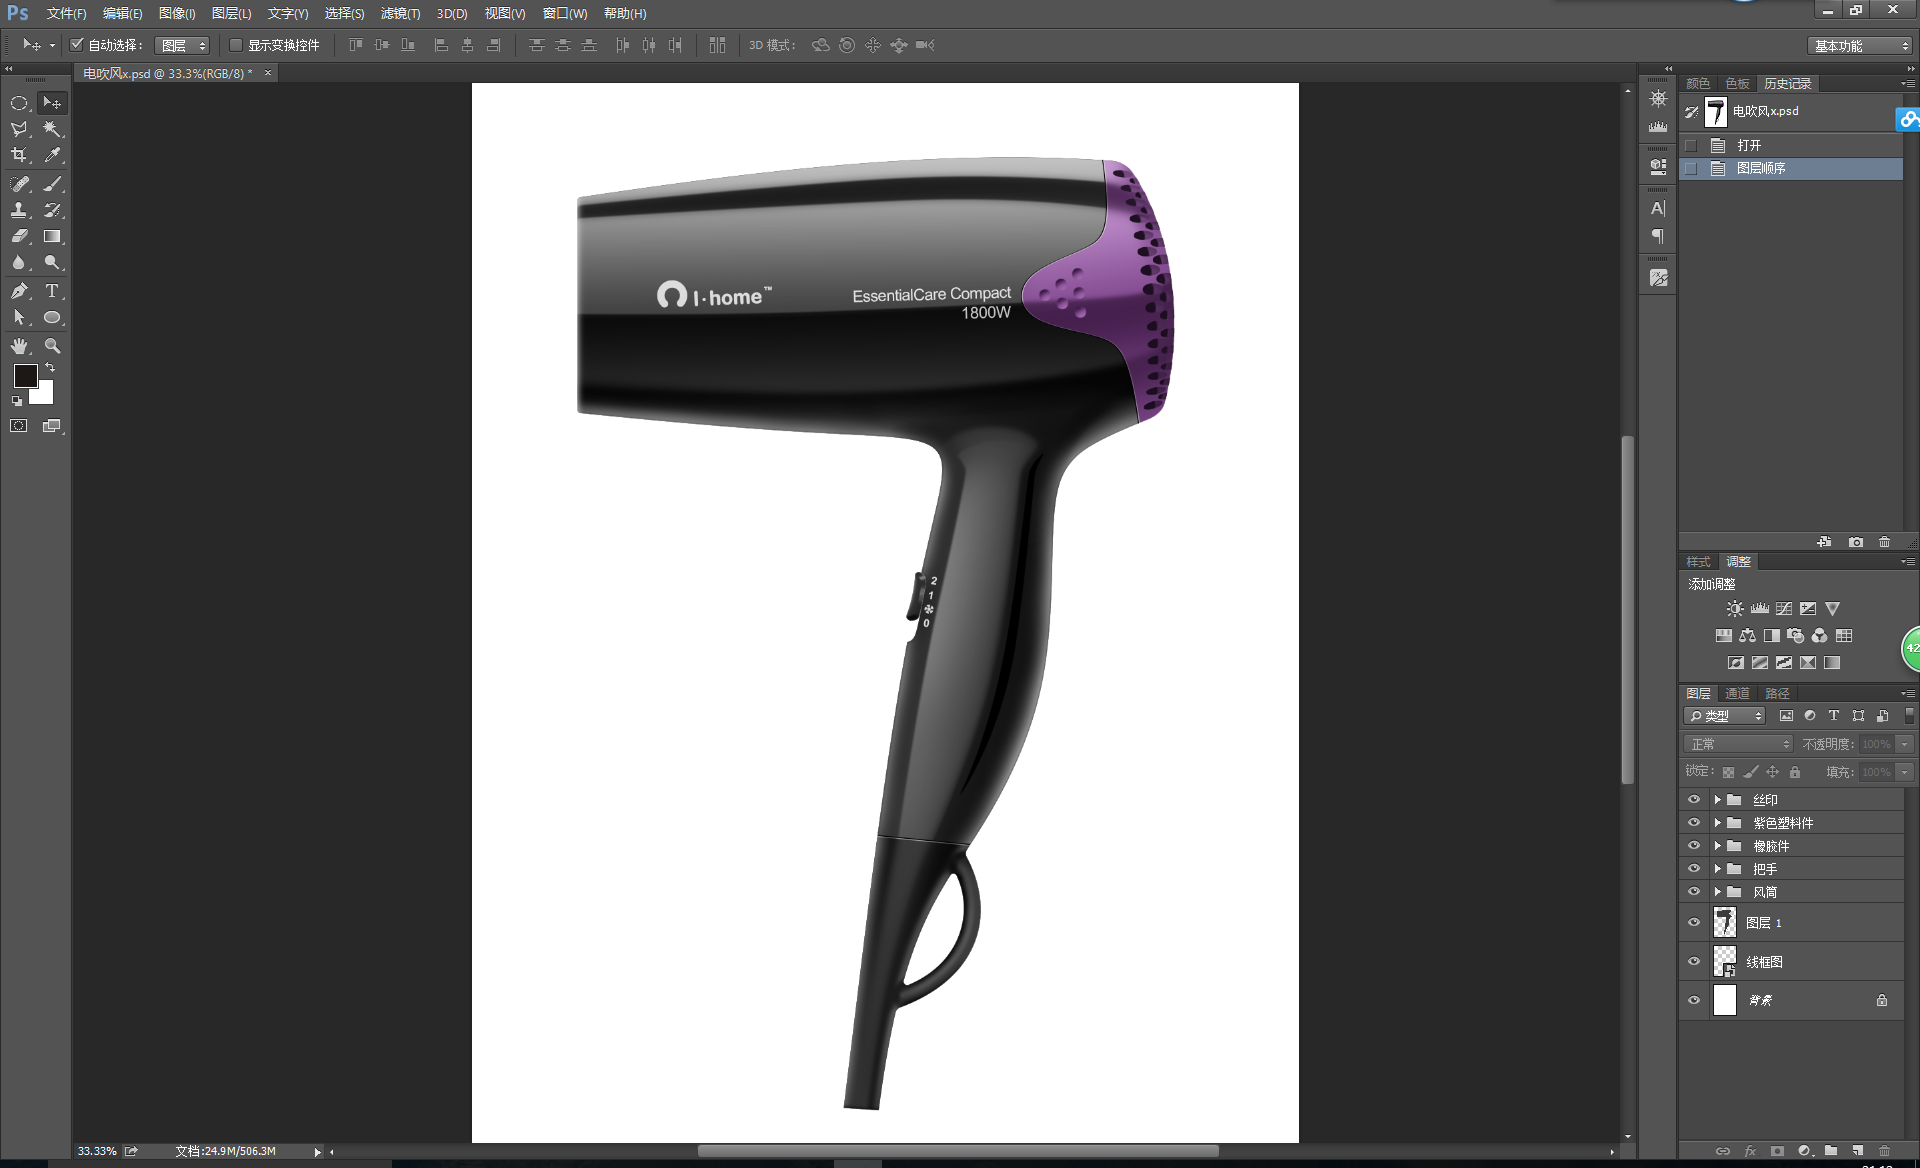 Ps 文件(F) 编辑(E) 图像(I) 图层(L) 文字(Y) 选择(S) 滤镜(T) 3D(D) 视图(V) 窗口(W) 帮助(H)
自动选择： 图层 显示变换控件 3D 模式： 基本功能
电吹风x.psd @ 33.3%(RGB/8) * ×
颜色 色板 历史记录
电吹风x.psd
打开
图层顺序
I·home™
EssentialCare Compact
1800W
2
1
0
样式 调整
添加调整
42
图层 通道 路径
类型
正常 不透明度： 100%
锁定： 填充： 100%
丝印
紫色塑料件
橡胶件
把手
风筒
图层 1
线框图
背景
33.33% 文档:24.9M/506.3M